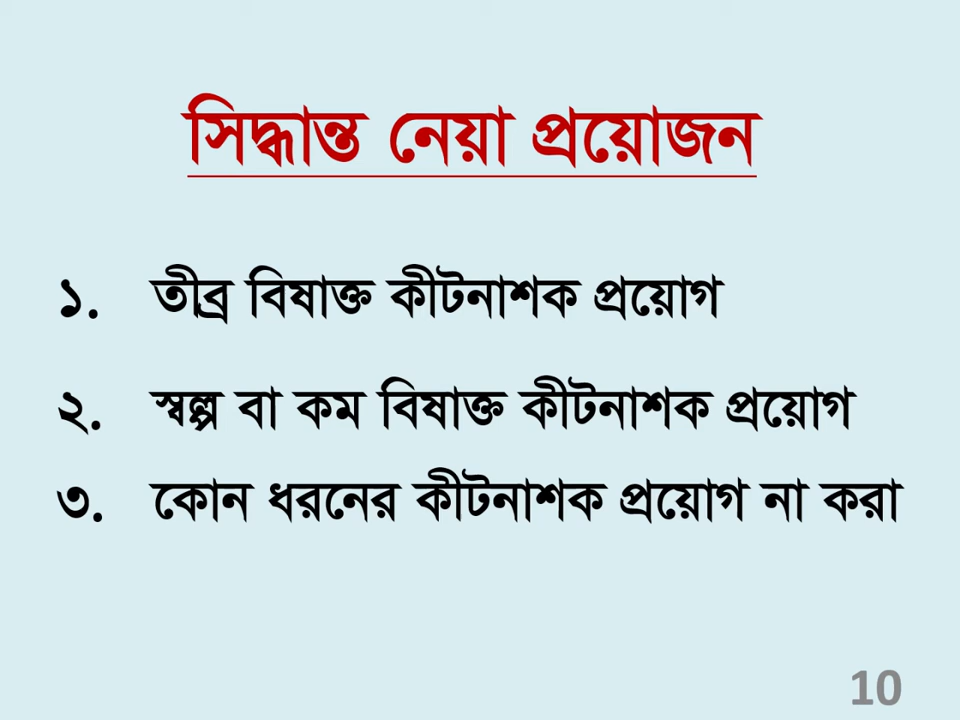 সিদ্ধান্ত নেয়া প্রয়োজন
১. তীব্র বিষাক্ত কীটনাশক প্রয়োগ
২. স্বল্প বা কম বিষাক্ত কীটনাশক প্রয়োগ
৩. কোন ধরনের কীটনাশক প্রয়োগ না করা
10